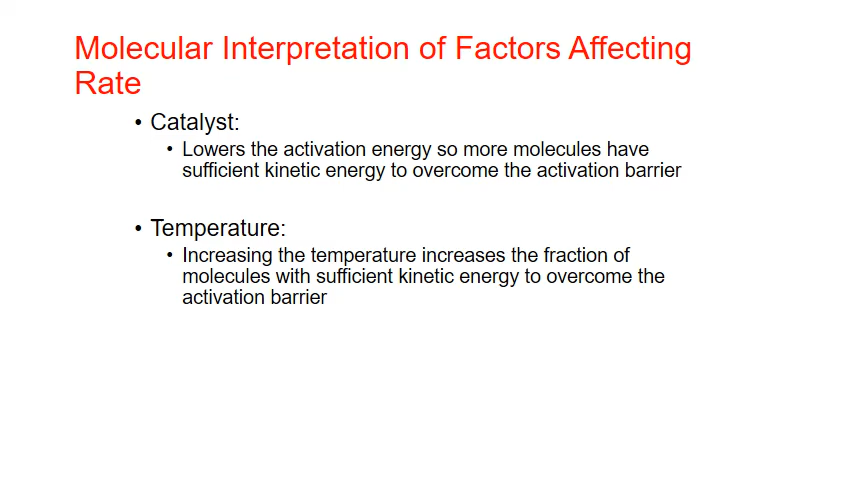 Molecular Interpretation of Factors Affecting
Rate
• Catalyst:
• Lowers the activation energy so more molecules have
sufficient kinetic energy to overcome the activation barrier
• Temperature:
• Increasing the temperature increases the fraction of
molecules with sufficient kinetic energy to overcome the
activation barrier